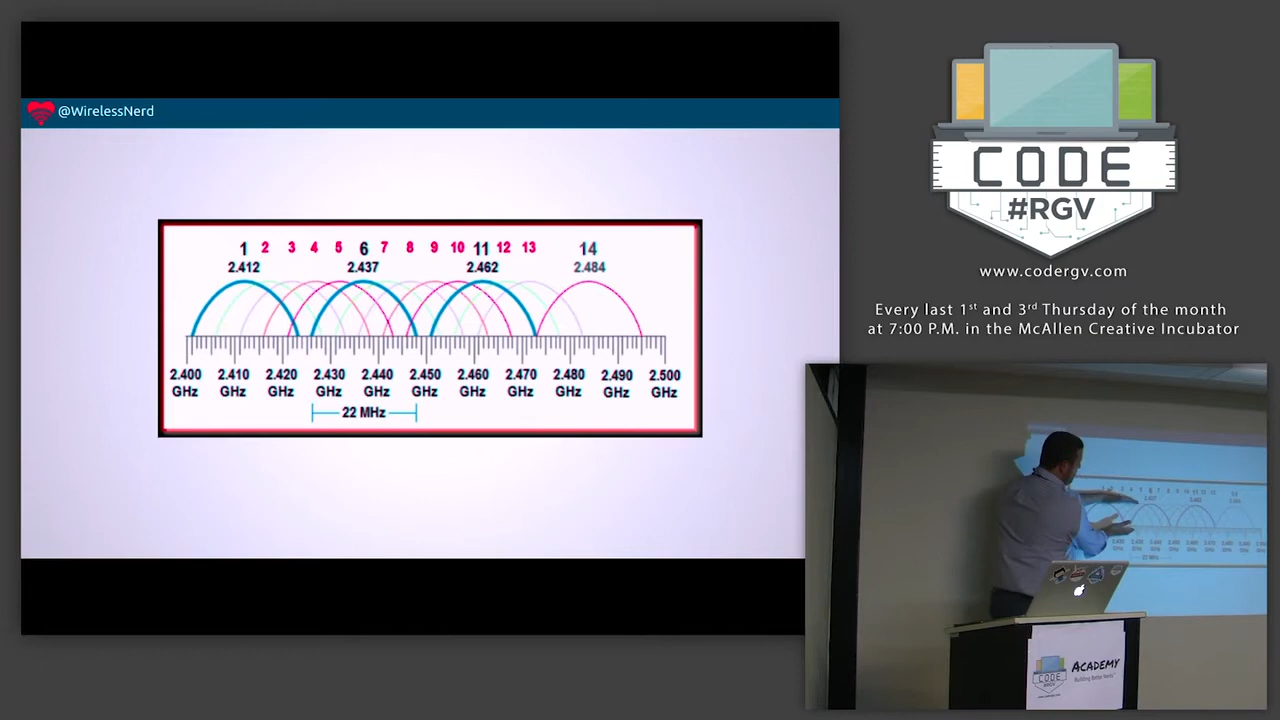 @WirelessNerd
1 2 3 4 5 6 7 8 9 10 11 12 13 14
2.412 2.437 2.462 2.484
2.400 2.410 2.420 2.430 2.440 2.450 2.460 2.470 2.480 2.490 2.500
GHz GHz GHz GHz GHz GHz GHz GHz GHz GHz GHz
22 MHz
CODE
#RGV
www.codergv.com
Every last 1st and 3rd Thursday of the month
at 7:00 P.M. in the McAllen Creative Incubator
CODE
#RGV
ACADEMY
Building Better Nerds